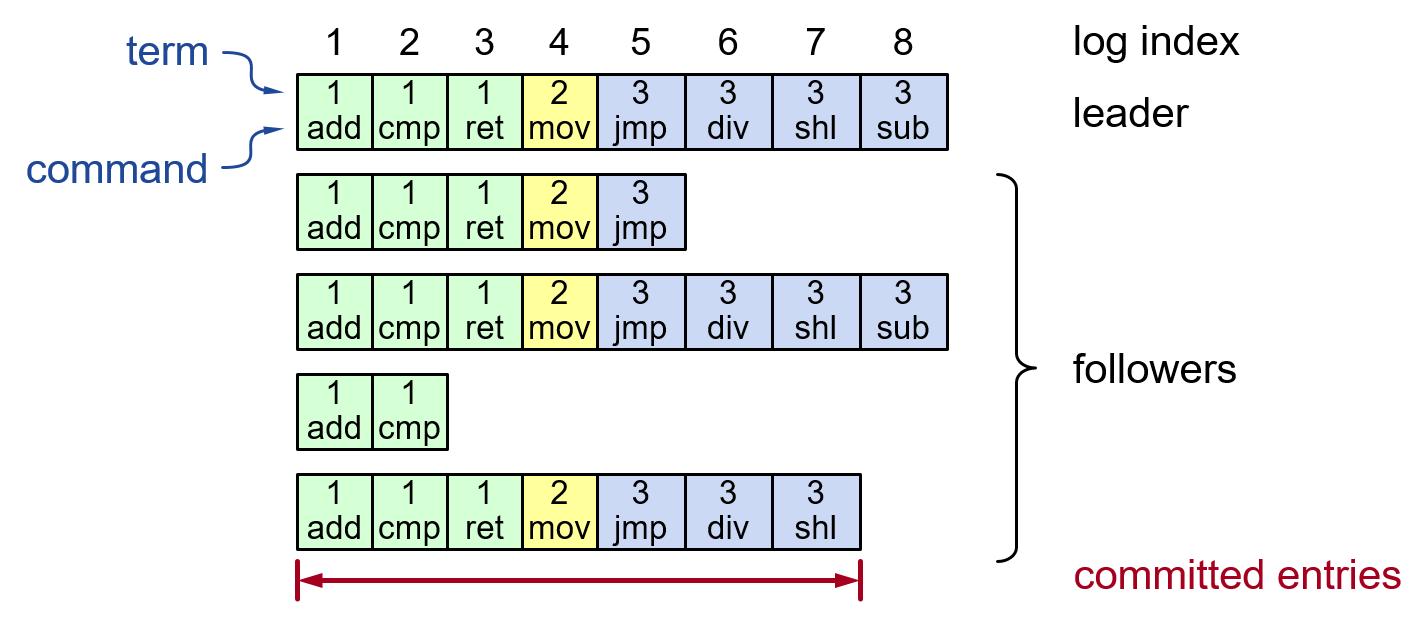 term
command
1 2 3 4 5 6 7 8 log index
1 1 1 2 3 3 3 3
add cmp ret mov jmp div shl sub
leader
1 1 1 2 3
add cmp ret mov jmp
1 1 1 2 3 3 3 3
add cmp ret mov jmp div shl sub
followers
1 1
add cmp
1 1 1 2 3 3 3
add cmp ret mov jmp div shl
committed entries